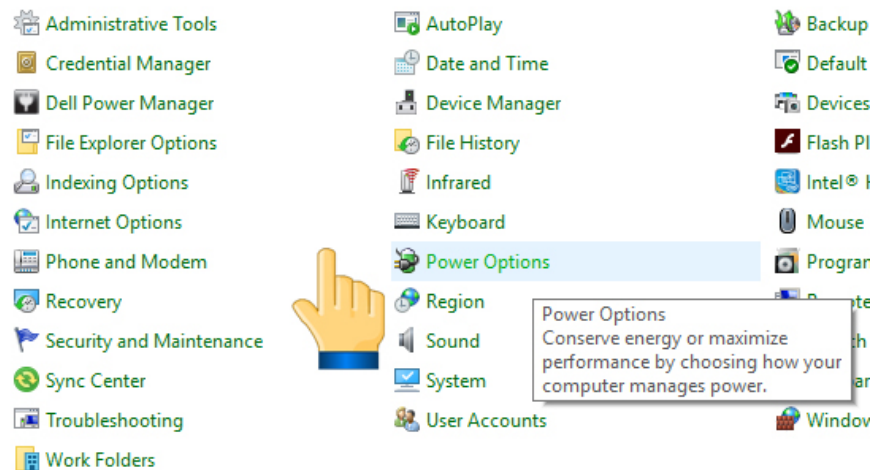 Administrative Tools
AutoPlay
Backup
Credential Manager
Date and Time
Default
Dell Power Manager
Device Manager
Devices
File Explorer Options
File History
Flash Pl
Indexing Options
Infrared
Intel®
Internet Options
Keyboard
Mouse
Phone and Modem
Power Options
Program
Recovery
Region
Security and Maintenance
Sound
Sync Center
System
Troubleshooting
User Accounts
Window
Work Folders
Power Options
Conserve energy or maximize
performance by choosing how your
computer manages power.